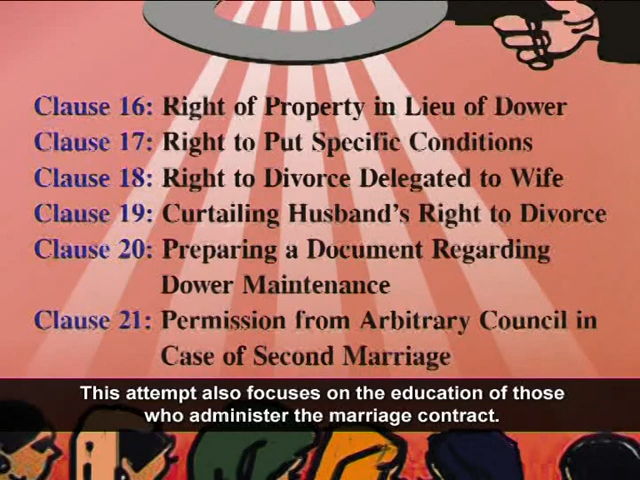 Clause 16: Right of Property in Lieu of Dower
Clause 17: Right to Put Specific Conditions
Clause 18: Right to Divorce Delegated to Wife
Clause 19: Curtailing Husband's Right to Divorce
Clause 20: Preparing a Document Regarding
Dower Maintenance
Clause 21: Permission from Arbitrary Council in
Case of Second Marriage
This attempt also focuses on the education of those
who administer the marriage contract.